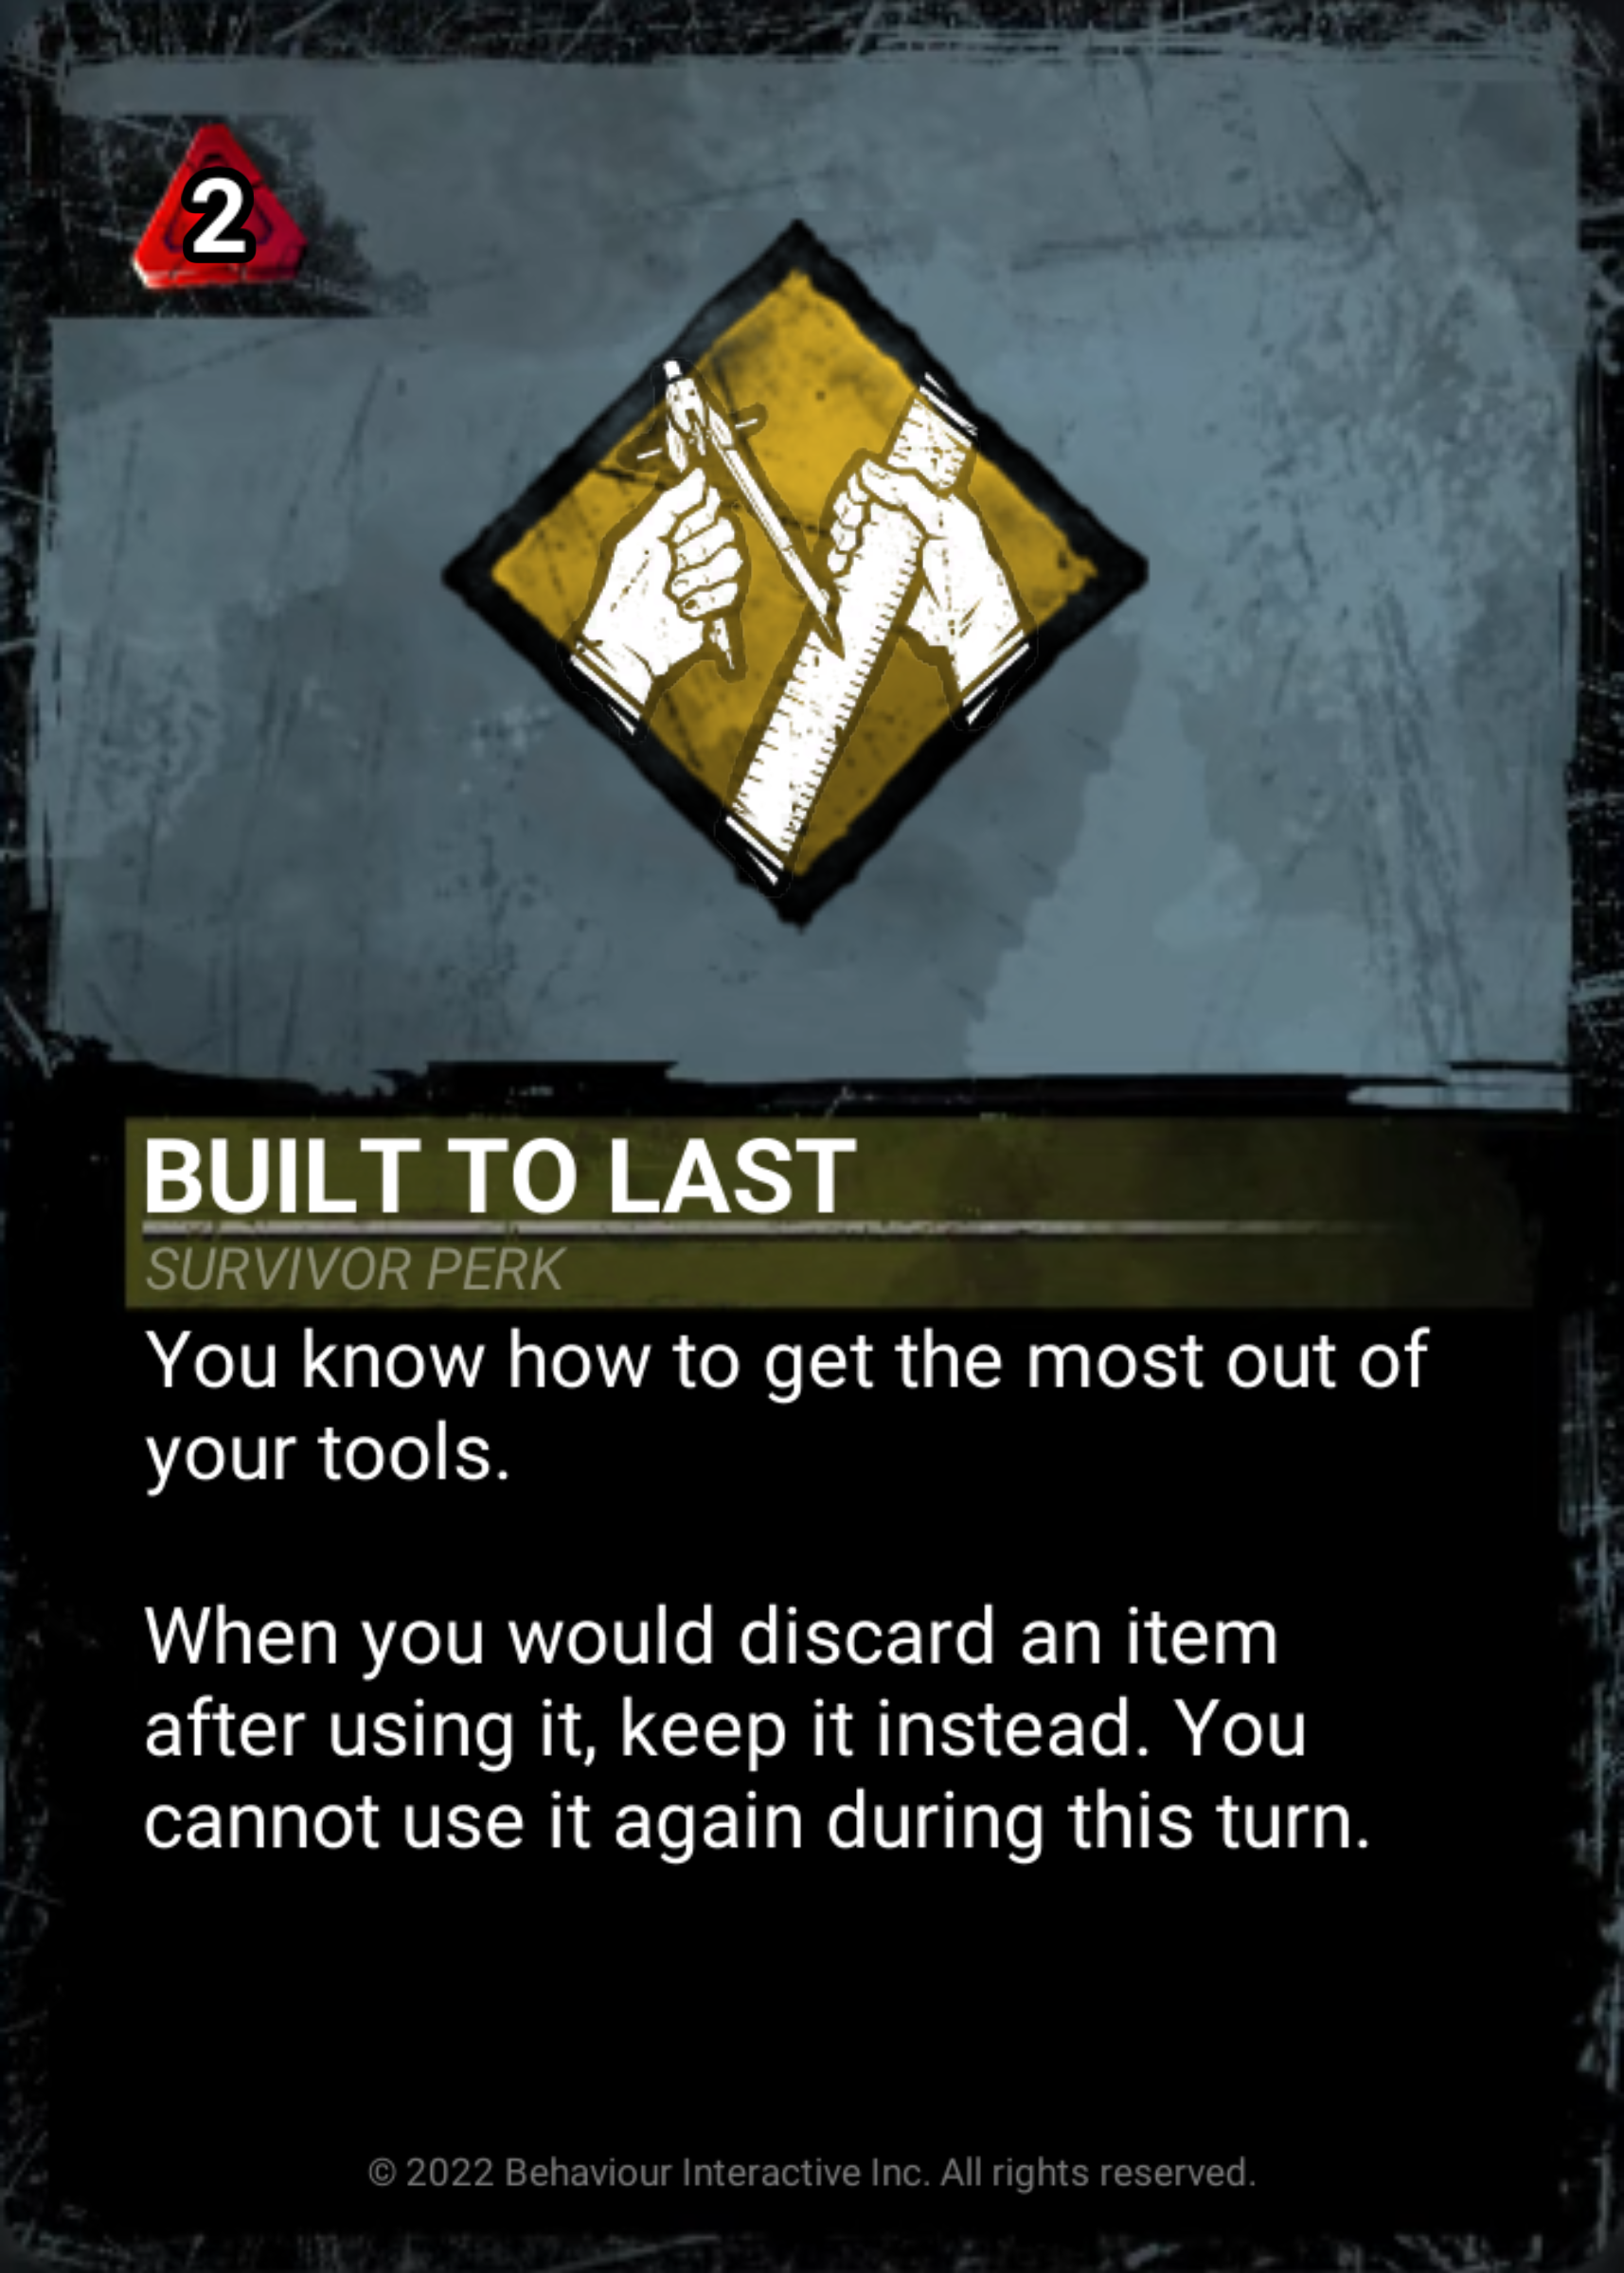 2
BUILT TO LAST
SURVIVOR PERK
You know how to get the most out of
your tools.
When you would discard an item
after using it, keep it instead. You
cannot use it again during this turn.
© 2022 Behaviour Interactive Inc. All rights reserved.